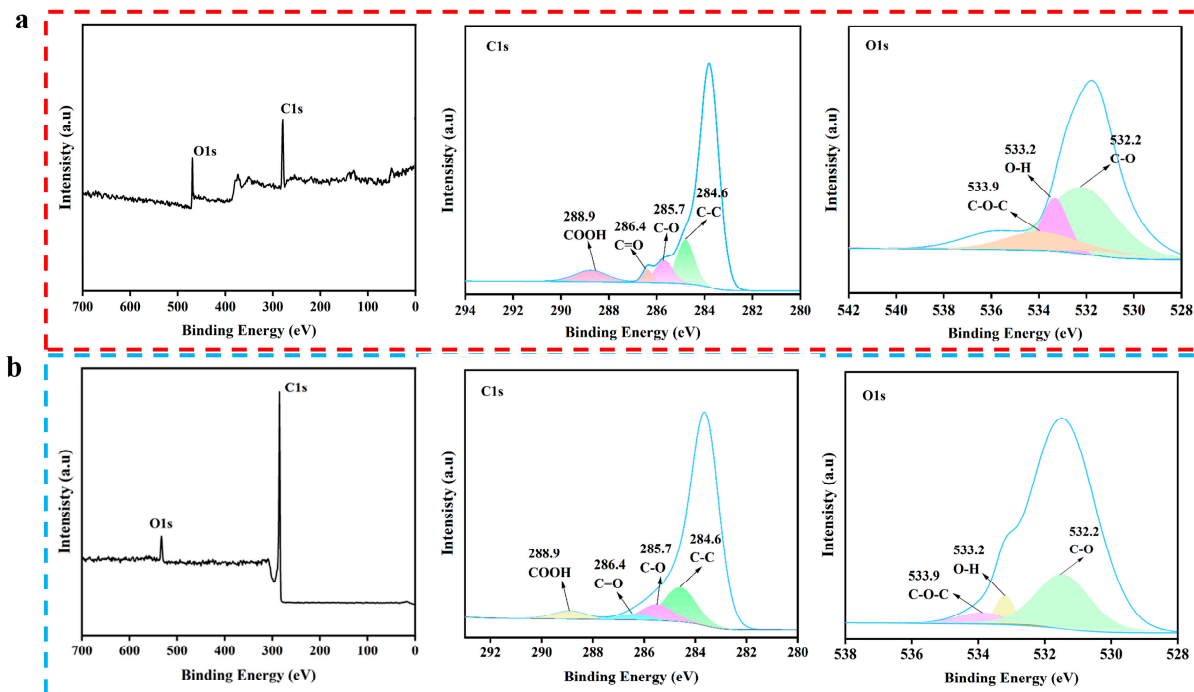 a
Intensisty (a.u)
O1s
C1s
700 600 500 400 300 200 100 0
Binding Energy (eV)
C1s
Intensisty (a.u)
288.9
COOH
286.4
C=O
285.7
C-O
284.6
C-C
294 292 290 288 286 284 282 280
Binding Energy (eV)
O1s
Intensisty (a.u)
533.9
C-O-C
533.2
O-H
532.2
C-O
542 540 538 536 534 532 530 528
Binding Energy (eV)
b
Intensisty (a.u)
O1s
C1s
700 600 500 400 300 200 100 0
Binding Energy (eV)
C1s
Intensisty (a.u)
288.9
COOH
286.4
C=O
285.7
C-O
284.6
C-C
292 290 288 286 284 282 280
Binding Energy (eV)
O1s
Intensisty (a.u)
533.9
C-O-C
533.2
O-H
532.2
C-O
538 536 534 532 530 528
Binding Energy (eV)